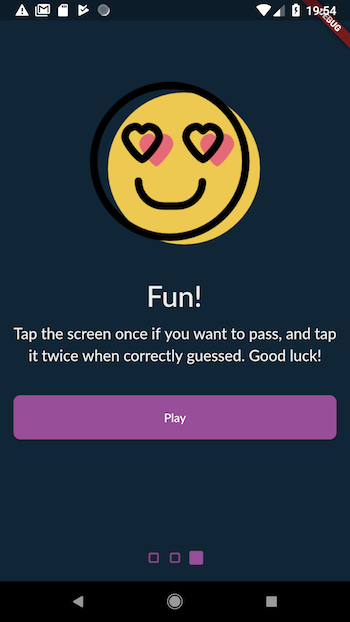 19:54
DEBUG
Fun!
Tap the screen once if you want to pass, and tap
it twice when correctly guessed. Good luck!
Play